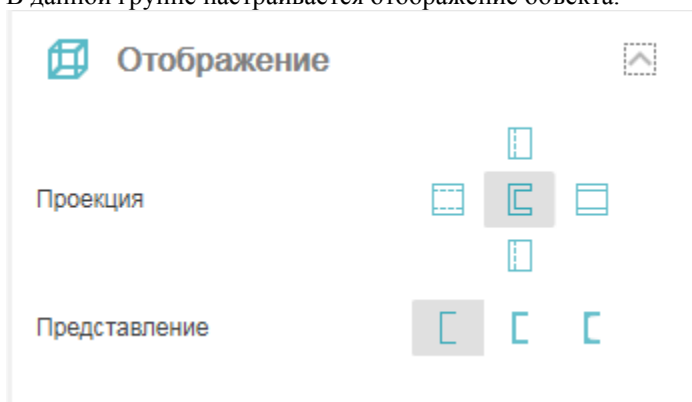 В данной группе настраивается отображение объекта.
Отображение
Проекция
Представление